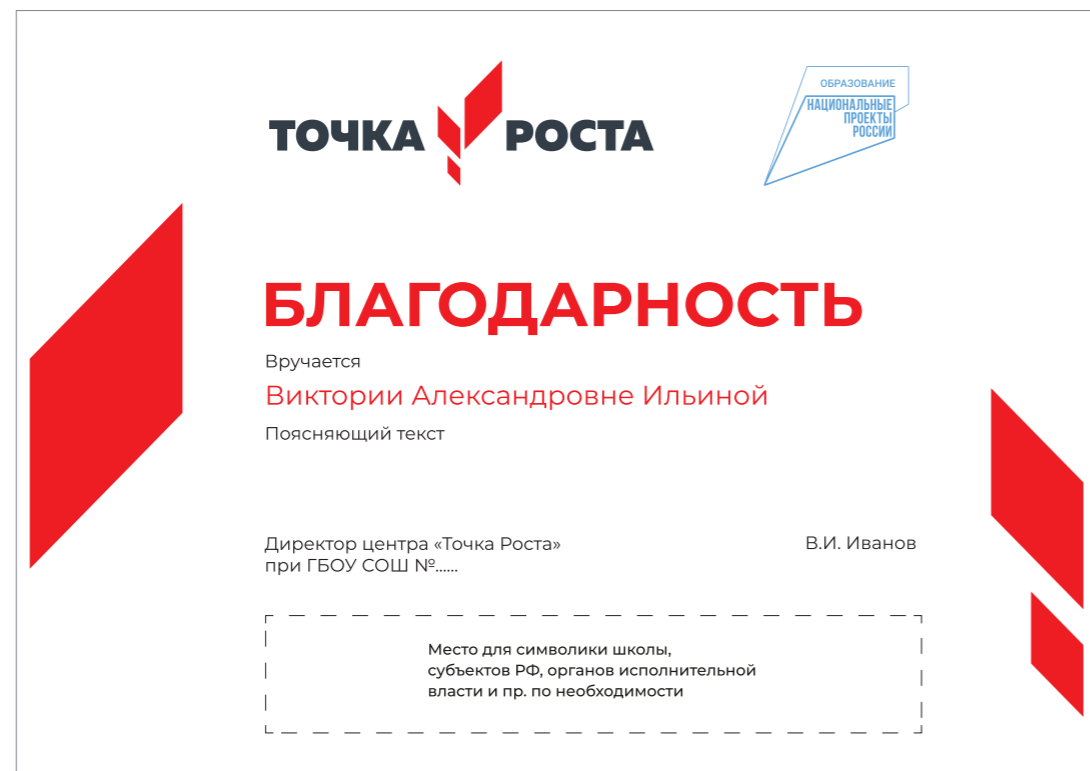 ТОЧКА РОСТА
ОБРАЗОВАНИЕ
НАЦИОНАЛЬНЫЕ
ПРОЕКТЫ
РОССИИ
БЛАГОДАРНОСТЬ
Вручается
Виктории Александровне Ильиной
Поясняющий текст
Директор центра «Точка Роста»
при ГБОУ СОШ №......
В.И. Иванов
Место для символики школы,
субъектов РФ, органов исполнительной
власти и пр. по необходимости